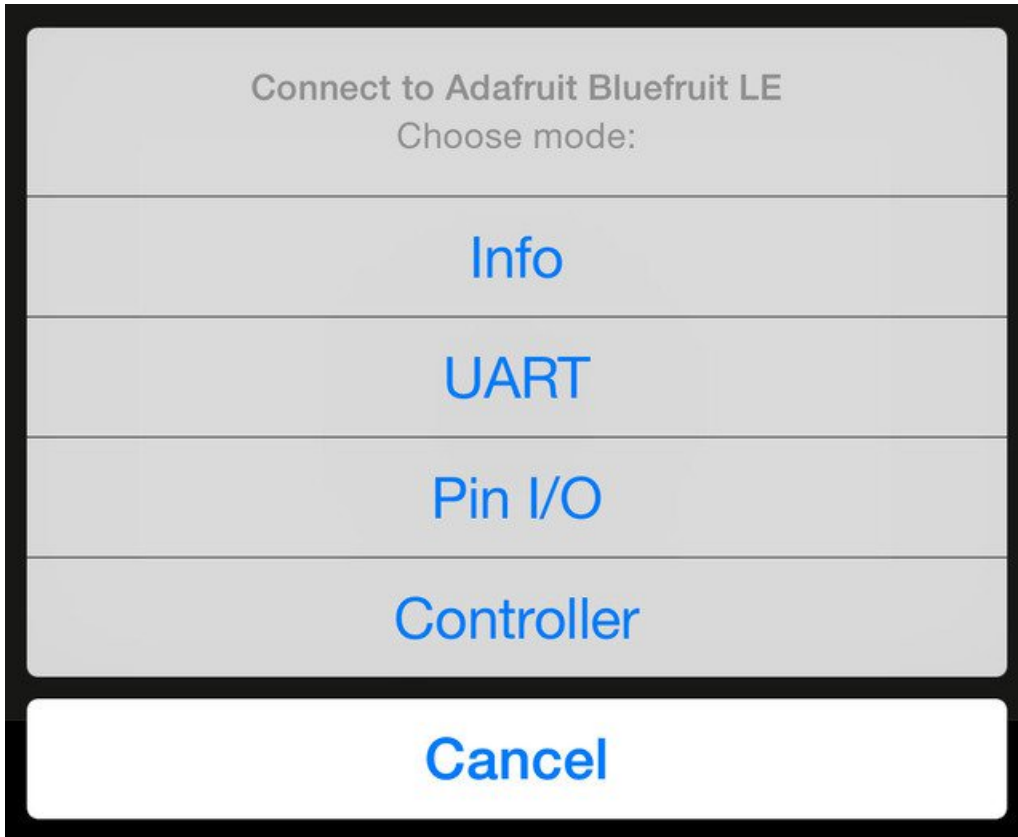 Connect to Adafruit Bluefruit LE
Choose mode:
Info
UART
Pin I/O
Controller
Cancel